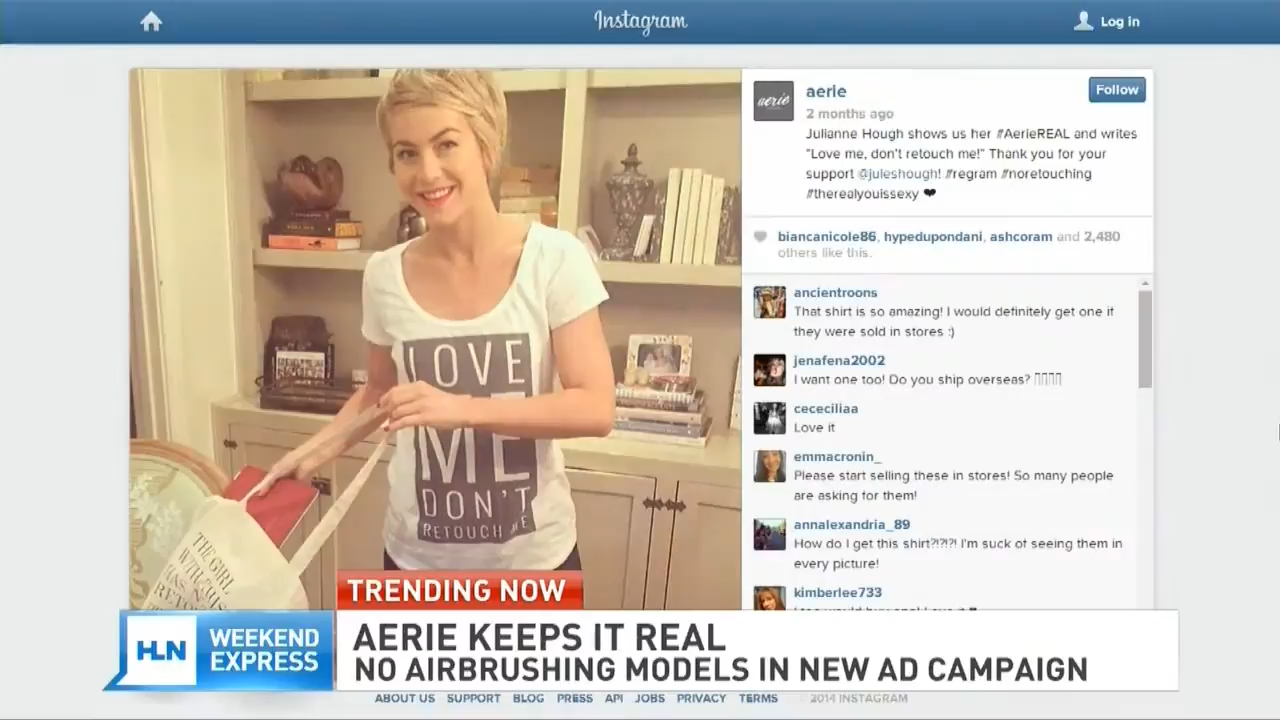 Instagram
Log in
aerie
aerie
Follow
2 months ago
Julianne Hough shows us her #AerieREAL and writes
"Love me, don't retouch me!" Thank you for your
support @juleshough! #regram #noretouching
#therealyouissexy ❤
biancanicole86, hypedupondani, ashcoram and 2,480
others like this.
ancientroons
That shirt is so amazing! I would definitely get one if
they were sold in stores :)
jenafena2002
I want one too! Do you ship overseas?
cececiliaa
Love it
emmacronin_
Please start selling these in stores! So many people
are asking for them!
annalexandria_89
How do I get this shirt?!?!?! I'm suck of seeing them in
every picture!
kimberlee733
LOVE
ME
DON'T
RETOUCH ME
THE GIRL
WITH
TRENDING NOW
HLN
WEEKEND
EXPRESS
AERIE KEEPS IT REAL
NO AIRBRUSHING MODELS IN NEW AD CAMPAIGN
ABOUT US SUPPORT BLOG PRESS API JOBS PRIVACY TERMS © 2014 INSTAGRAM